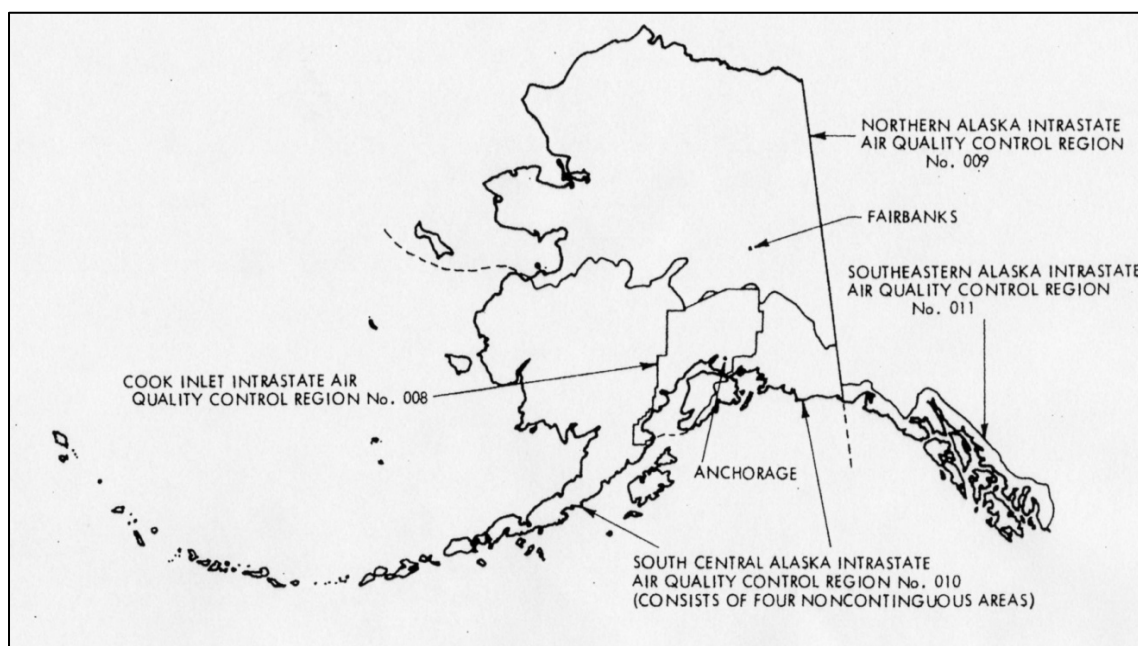 NORTHERN ALASKA INTRASTATE
AIR QUALITY CONTROL REGION
No. 009
FAIRBANKS
SOUTHEASTERN ALASKA INTRASTATE
AIR QUALITY CONTROL REGION
No. 011
COOK INLET INTRASTATE AIR
QUALITY CONTROL REGION No. 008
ANCHORAGE
SOUTH CENTRAL ALASKA INTRASTATE
AIR QUALITY CONTROL REGION No. 010
(CONSISTS OF FOUR NONCONTINGUOUS AREAS)